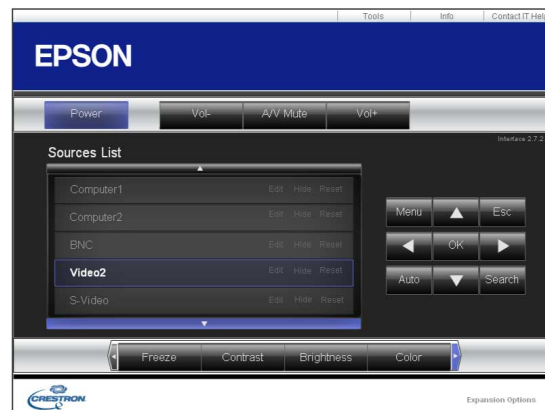 Tools Info Contact IT Hel
EPSON
Power Vol- A/V Mute Vol+
Interface 2.7.2
Sources List
Computer1 Edit Hide Reset
Computer2 Edit Hide Reset
BNC Edit Hide Reset
Video2 Edit Hide Reset
S-Video Edit Hide Reset
Menu Esc
OK
Auto Search
Freeze Contrast Brightness Color
CRESTRON
Expansion Options